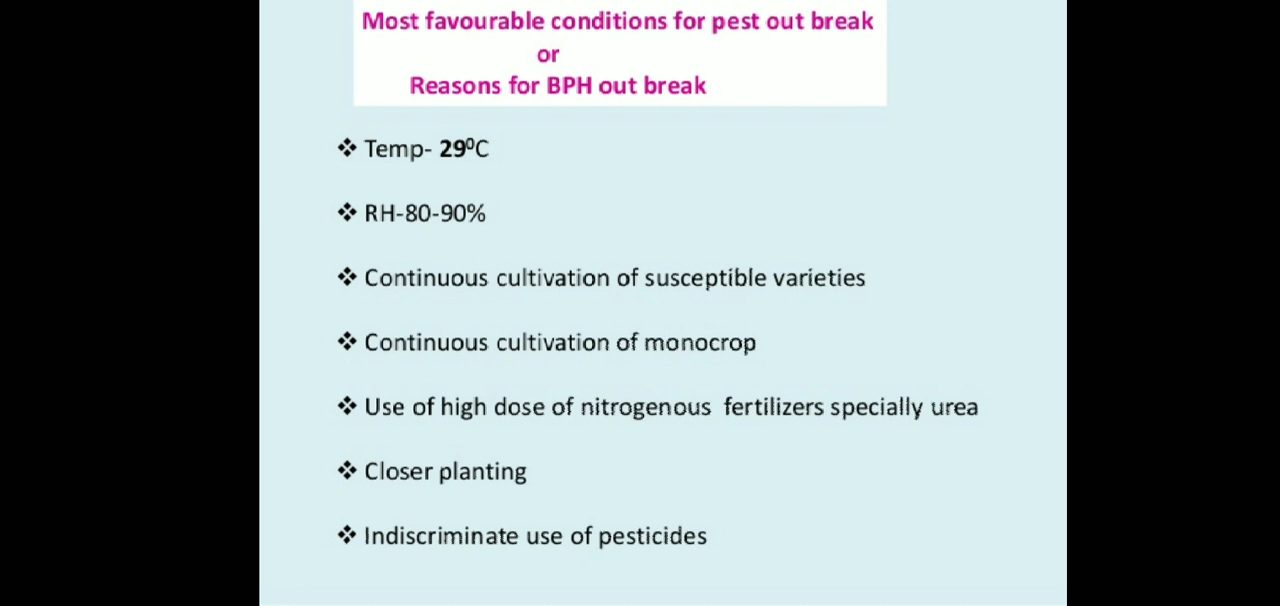 Most favourable conditions for pest out break
or
Reasons for BPH out break
❖ Temp- 29⁰C
❖ RH-80-90%
❖ Continuous cultivation of susceptible varieties
❖ Continuous cultivation of monocrop
❖ Use of high dose of nitrogenous fertilizers specially urea
❖ Closer planting
❖ Indiscriminate use of pesticides